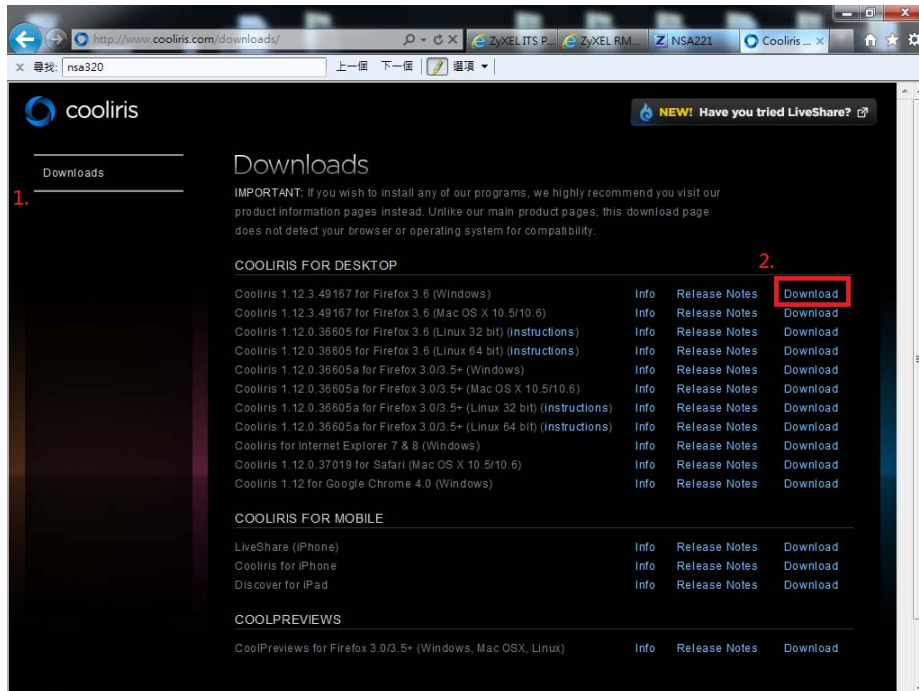 http://www.cooliris.com/downloads/
ZyXEL ITS P...
ZyXEL RM...
NSA221
Cooliris ...
尋找: nsa320
上一個 下一個 選項
cooliris
NEW! Have you tried LiveShare?
Downloads
1.
Downloads
IMPORTANT: If you wish to install any of our programs, we highly recommend you visit our
product information pages instead. Unlike our main product pages, this download page
does not detect your browser or operating system for compatibility.
COOLIRIS FOR DESKTOP
2.
Cooliris 1.12.3.49167 for Firefox 3.6 (Windows) Info Release Notes Download
Cooliris 1.12.3.49167 for Firefox 3.6 (Mac OS X 10.5/10.6) Info Release Notes Download
Cooliris 1.12.0.36605 for Firefox 3.6 (Linux 32 bit) (instructions) Info Release Notes Download
Cooliris 1.12.0.36605 for Firefox 3.6 (Linux 64 bit) (instructions) Info Release Notes Download
Cooliris 1.12.0.36605a for Firefox 3.0/3.5+ (Windows) Info Release Notes Download
Cooliris 1.12.0.36605a for Firefox 3.0/3.5+ (Mac OS X 10.5/10.6) Info Release Notes Download
Cooliris 1.12.0.36605a for Firefox 3.0/3.5+ (Linux 32 bit) (instructions) Info Release Notes Download
Cooliris 1.12.0.36605a for Firefox 3.0/3.5+ (Linux 64 bit) (instructions) Info Release Notes Download
Cooliris for Internet Explorer 7 & 8 (Windows) Info Release Notes Download
Cooliris 1.12.0.37019 for Safari (Mac OS X 10.5/10.6) Info Release Notes Download
Cooliris 1.12 for Google Chrome 4.0 (Windows) Info Release Notes Download
COOLIRIS FOR MOBILE
LiveShare (iPhone) Info Release Notes Download
Cooliris for iPhone Info Release Notes Download
Discover for iPad Info Release Notes Download
COOLPREVIEWS
CoolPreviews for Firefox 3.0/3.5+ (Windows, Mac OSX, Linux) Info Release Notes Download